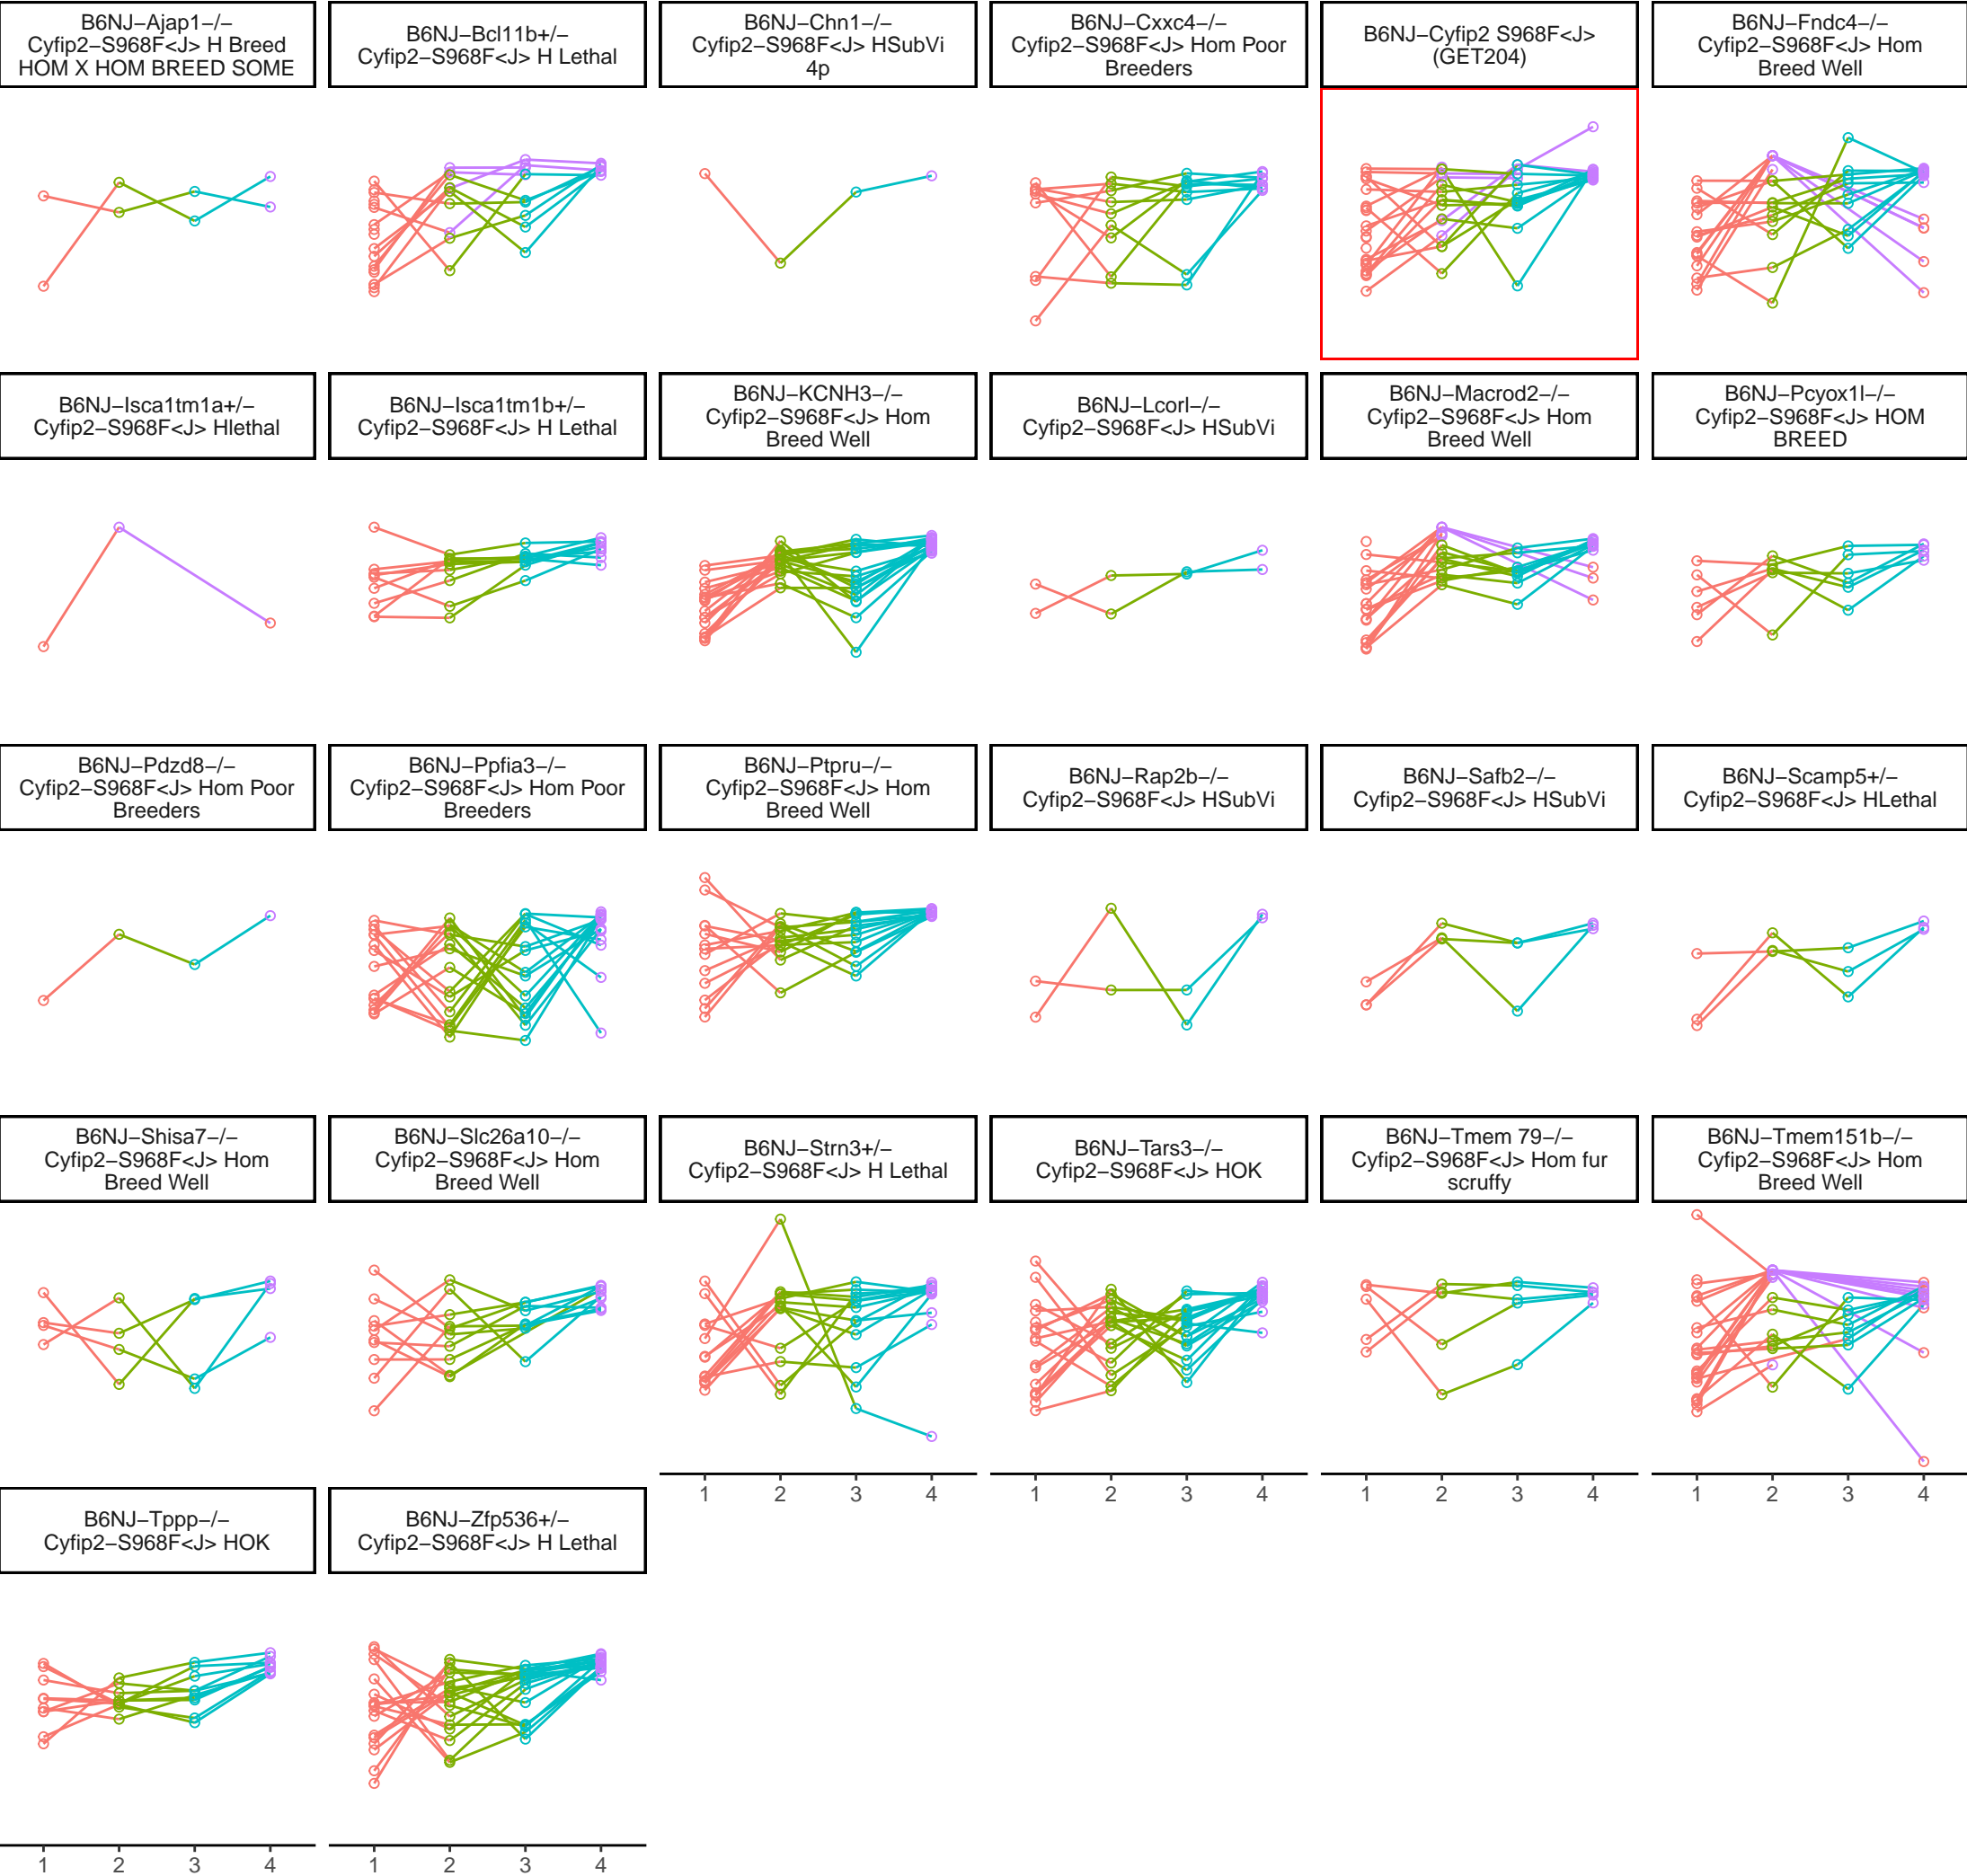 B6NJ−Ajap1−/−
Cyfip2−S968F<J> H Breed
HOM X HOM BREED SOME
B6NJ−Bcl11b+/−
Cyfip2−S968F<J> H Lethal
B6NJ−Chn1−/−
Cyfip2−S968F<J> HSubVi
4p
B6NJ−Cxxc4−/−
Cyfip2−S968F<J> Hom Poor
Breeders
B6NJ−Cyfip2 S968F<J>
(GET204)
B6NJ−Fndc4−/−
Cyfip2−S968F<J> Hom
Breed Well
B6NJ−Isca1tm1a+/−
Cyfip2−S968F<J> Hlethal
B6NJ−Isca1tm1b+/−
Cyfip2−S968F<J> H Lethal
B6NJ−KCNH3−/−
Cyfip2−S968F<J> Hom
Breed Well
B6NJ−Lcorl−/−
Cyfip2−S968F<J> HSubVi
B6NJ−Macrod2−/−
Cyfip2−S968F<J> Hom
Breed Well
B6NJ−Pcyox1l−/−
Cyfip2−S968F<J> HOM
BREED
B6NJ−Pdzd8−/−
Cyfip2−S968F<J> Hom Poor
Breeders
B6NJ−Ppfia3−/−
Cyfip2−S968F<J> Hom Poor
Breeders
B6NJ−Ptpru−/−
Cyfip2−S968F<J> Hom
Breed Well
B6NJ−Rap2b−/−
Cyfip2−S968F<J> HSubVi
B6NJ−Safb2−/−
Cyfip2−S968F<J> HSubVi
B6NJ−Scamp5+/−
Cyfip2−S968F<J> HLethal
B6NJ−Shisa7−/−
Cyfip2−S968F<J> Hom
Breed Well
B6NJ−Slc26a10−/−
Cyfip2−S968F<J> Hom
Breed Well
B6NJ−Strn3+/−
Cyfip2−S968F<J> H Lethal
B6NJ−Tars3−/−
Cyfip2−S968F<J> HOK
B6NJ−Tmem 79−/−
Cyfip2−S968F<J> Hom fur
scruffy
B6NJ−Tmem151b−/−
Cyfip2−S968F<J> Hom
Breed Well
1 2 3 4
1 2 3 4
1 2 3 4
1 2 3 4
B6NJ−Tppp−/−
Cyfip2−S968F<J> HOK
B6NJ−Zfp536+/−
Cyfip2−S968F<J> H Lethal
1 2 3 4
1 2 3 4